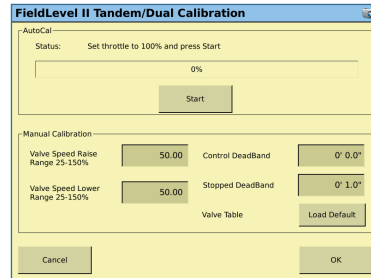 FieldLevel II Tandem/Dual Calibration
AutoCal
Status: Set throttle to 100% and press Start
0%
Start
Manual Calibration
Valve Speed Raise
Range 25-150%
50.00
Control DeadBand
0' 0.0"
Valve Speed Lower
Range 25-150%
50.00
Stopped DeadBand
0' 1.0"
Valve Table
Load Default
Cancel
OK